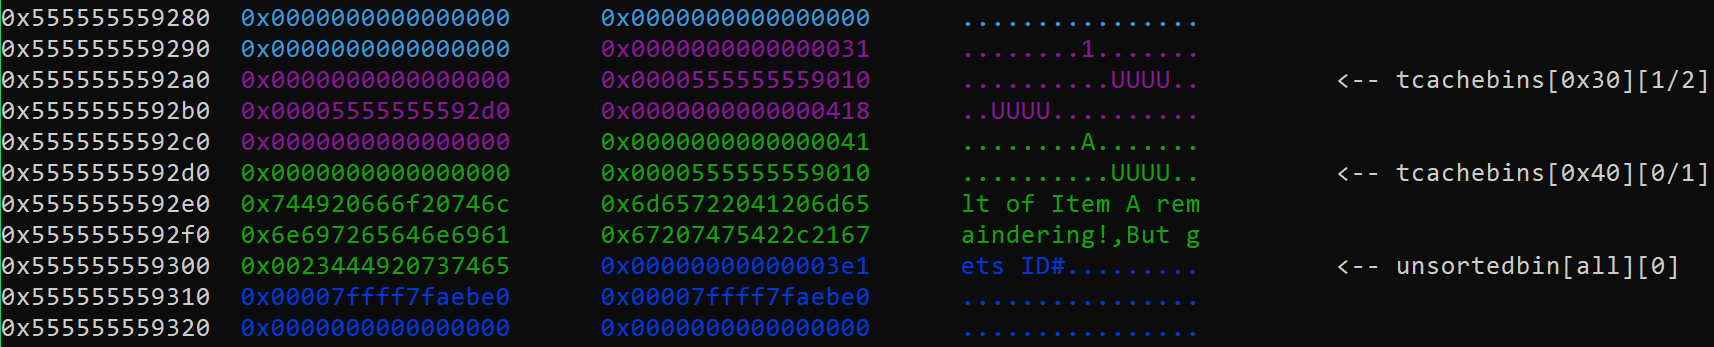 0x555555559280 0x0000000000000000 0x0000000000000000 ................
0x555555559290 0x0000000000000000 0x0000000000000031 ........1.......
0x5555555592a0 0x0000000000000000 0x0000555555559010 ..........UUUU.. <-- tcachebins[0x30][1/2]
0x5555555592b0 0x00005555555592d0 0x0000000000000418 ..UUUU..........
0x5555555592c0 0x0000000000000000 0x0000000000000041 ........A.......
0x5555555592d0 0x0000000000000000 0x0000555555559010 ..........UUUU.. <-- tcachebins[0x40][0/1]
0x5555555592e0 0x744920666f20746c 0x6d65722041206d65 lt of Item A rem
0x5555555592f0 0x6e697265646e6961 0x67207475422c2167 aindering!,But g
0x555555559300 0x0023444920737465 0x00000000000003e1 ets ID#......... <-- unsortedbin[all][0]
0x555555559310 0x00007ffff7faebe0 0x00007ffff7faebe0 ................
0x555555559320 0x0000000000000000 0x0000000000000000 ................